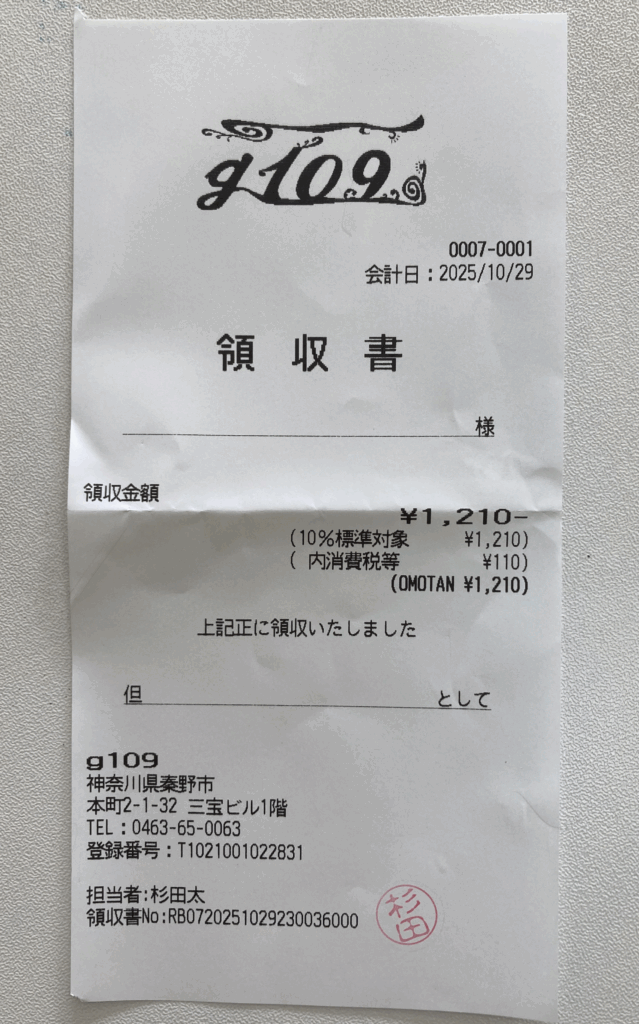 g109
0007-0001
会計日：2025/10/29
領 収 書
様
領収金額
¥1,210-
(10%標準対象 ¥1,210)
( 内消費税等 ¥110)
(OMOTAN ¥1,210)
上記正に領収いたしました
但 として
g109
神奈川県秦野市
本町2-1-32 三宝ビル1階
TEL：0463-65-0063
登録番号：T1021001022831
担当者:杉田太
領収書No:RB0720251029230036000
杉田